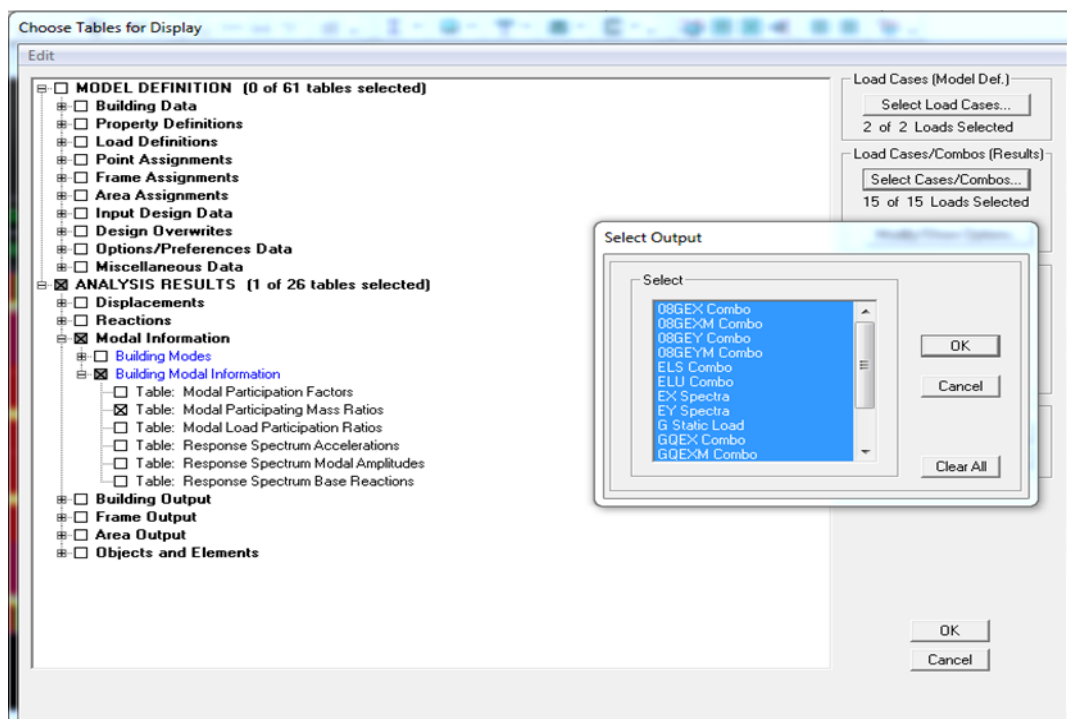 Choose Tables for Display
Edit
MODEL DEFINITION (0 of 61 tables selected)
Building Data
Property Definitions
Load Definitions
Point Assignments
Frame Assignments
Area Assignments
Input Design Data
Design Overwrites
Options/Preferences Data
Miscellaneous Data
ANALYSIS RESULTS (1 of 26 tables selected)
Displacements
Reactions
Modal Information
Building Modes
Building Modal Information
Table: Modal Participation Factors
Table: Modal Participating Mass Ratios
Table: Modal Load Participation Ratios
Table: Response Spectrum Accelerations
Table: Response Spectrum Modal Amplitudes
Table: Response Spectrum Base Reactions
Building Output
Frame Output
Area Output
Objects and Elements
Load Cases (Model Def.)
Select Load Cases...
2 of 2 Loads Selected
Load Cases/Combos (Results)
Select Cases/Combos...
15 of 15 Loads Selected
Select Output
Select
08GEX Combo
08GEXM Combo
08GEY Combo
08GEYM Combo
ELS Combo
ELU Combo
EX Spectra
EY Spectra
G Static Load
GQEX Combo
GQEXM Combo
OK
Cancel
Clear All
OK
Cancel